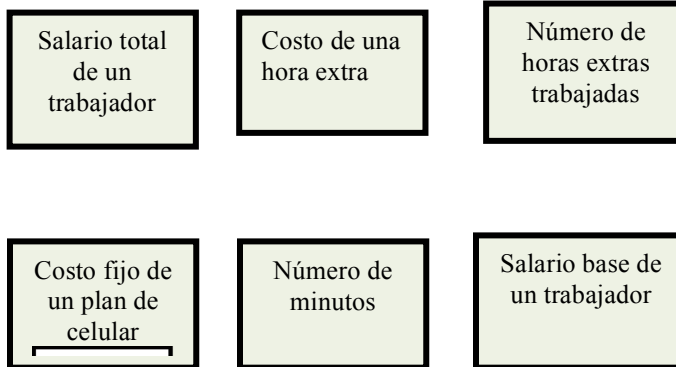 Salario total
de un
trabajador
Costo de una
hora extra
Número de
horas extras
trabajadas
Costo fijo de
un plan de
celular
Número de
minutos
Salario base de
un trabajador